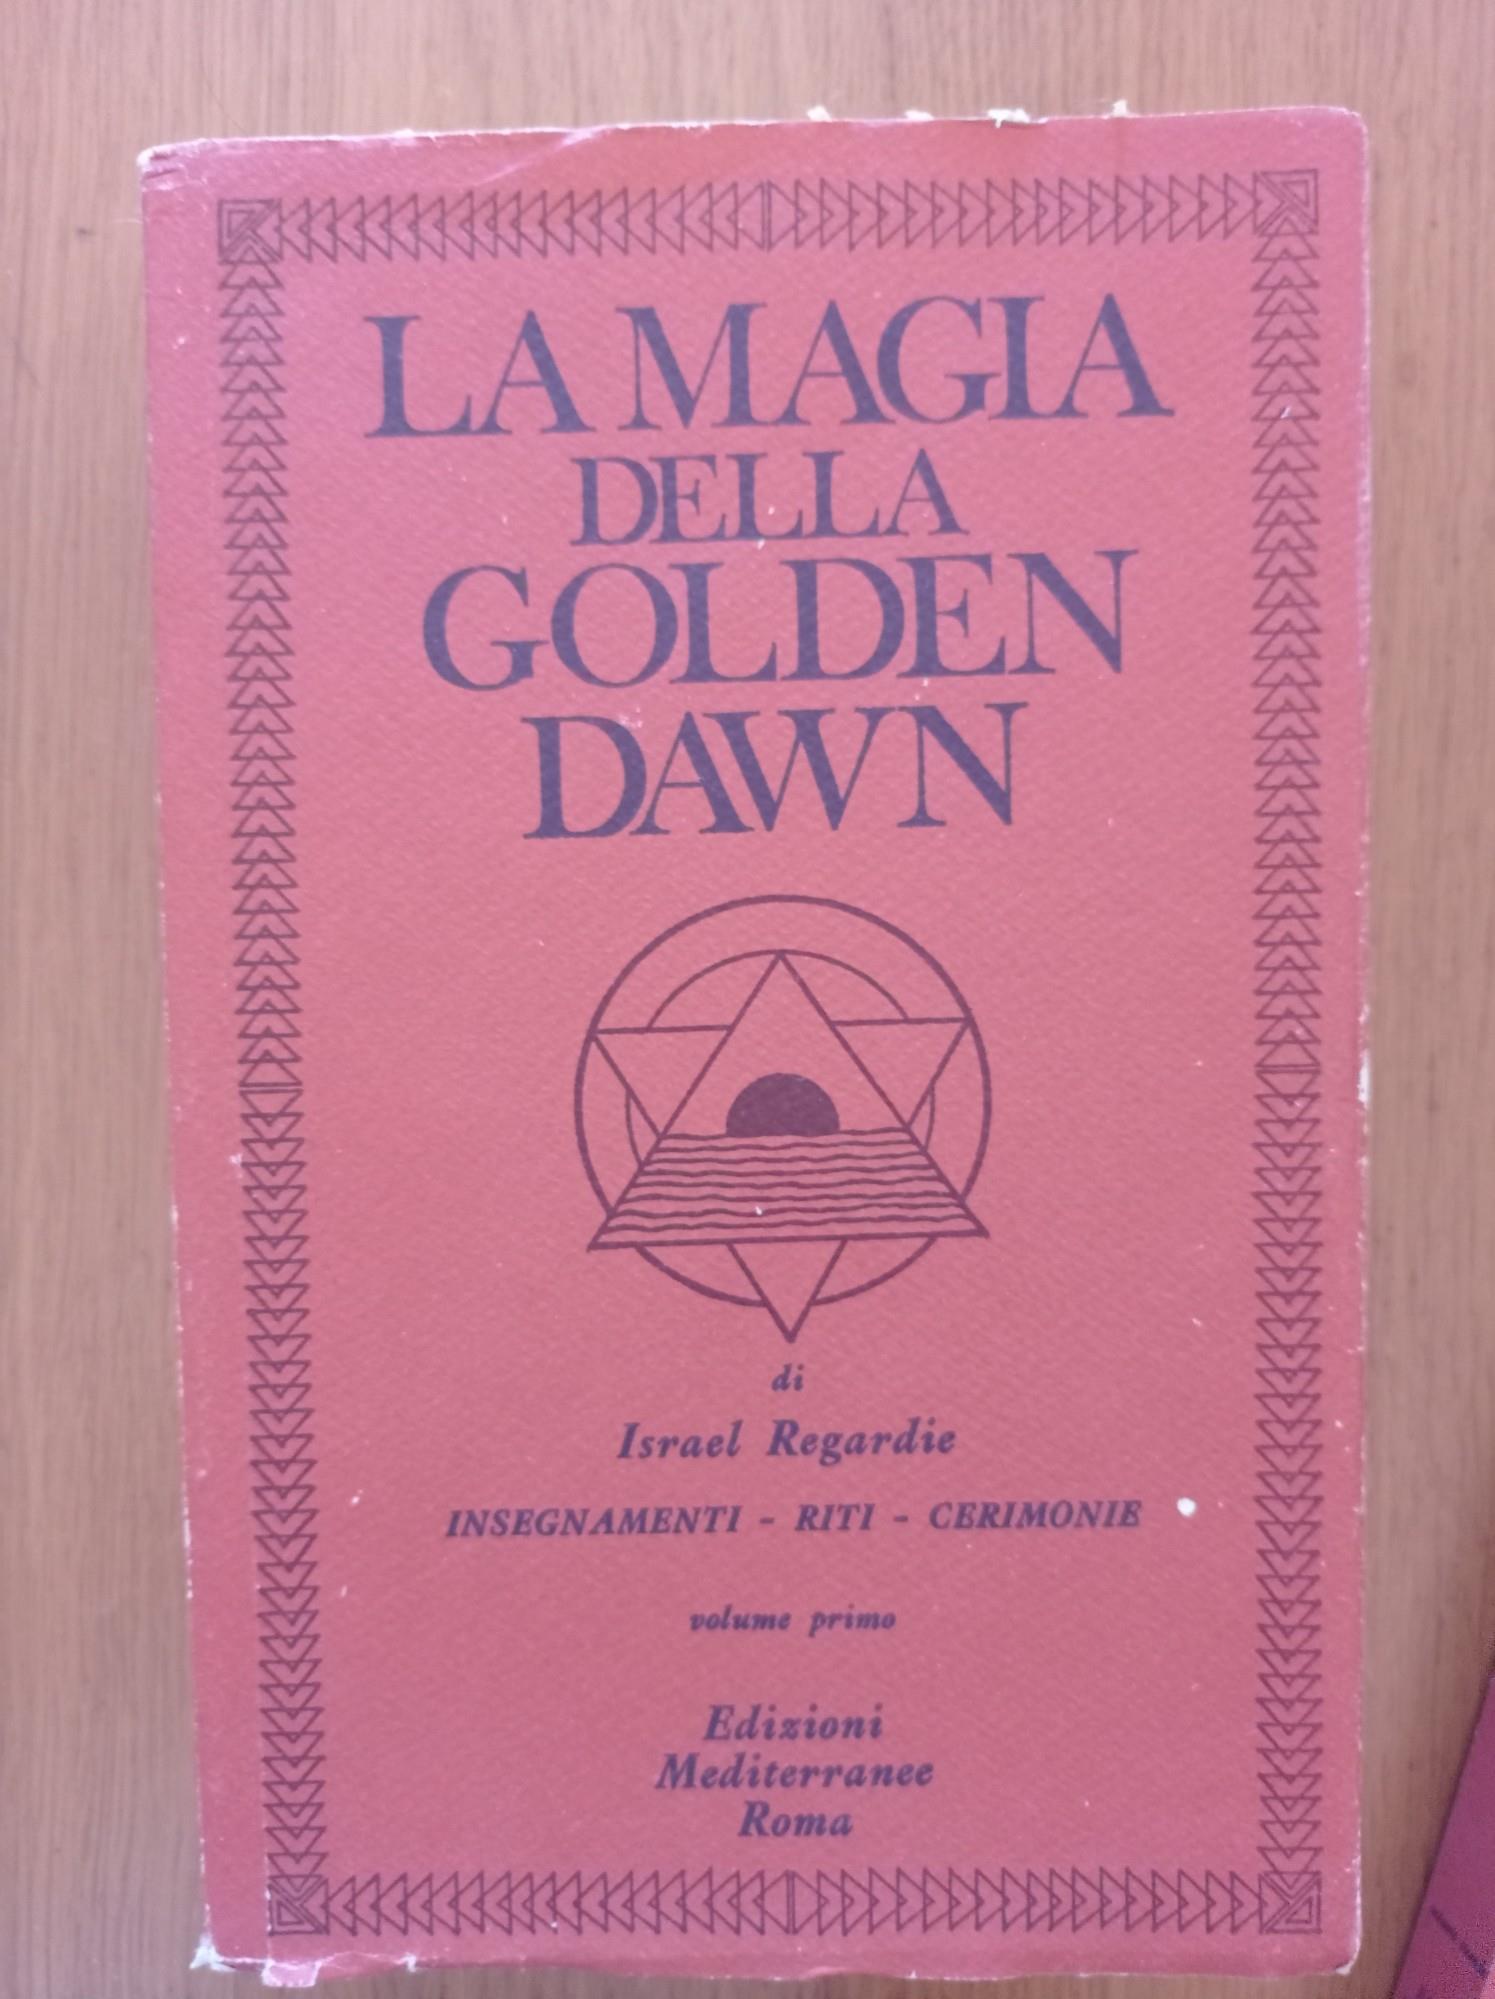 LA MAGIA
DELLA
GOLDEN
DAWN
di
Israel Regardie
INSEGNAMENTI - RITI - CERIMONIE
volume primo
Edizioni
Mediterranee
Roma